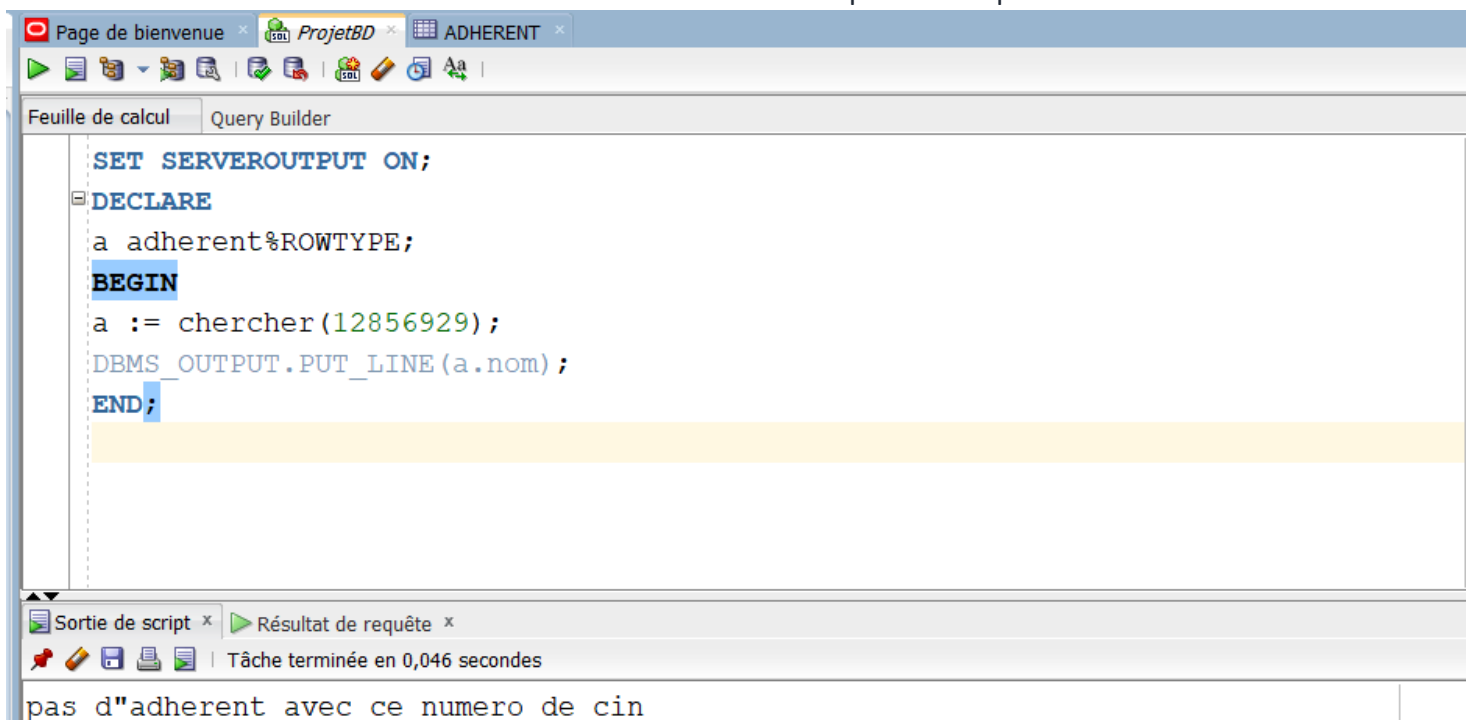 Page de bienvenue × ProjetBD × ADHERENT ×
Feuille de calcul Query Builder
SET SERVEROUTPUT ON;
DECLARE
a adherent%ROWTYPE;
BEGIN
a := chercher(12856929);
DBMS_OUTPUT.PUT_LINE(a.nom);
END;
Sortie de script × Résultat de requête ×
Tâche terminée en 0,046 secondes
pas d"adherent avec ce numero de cin